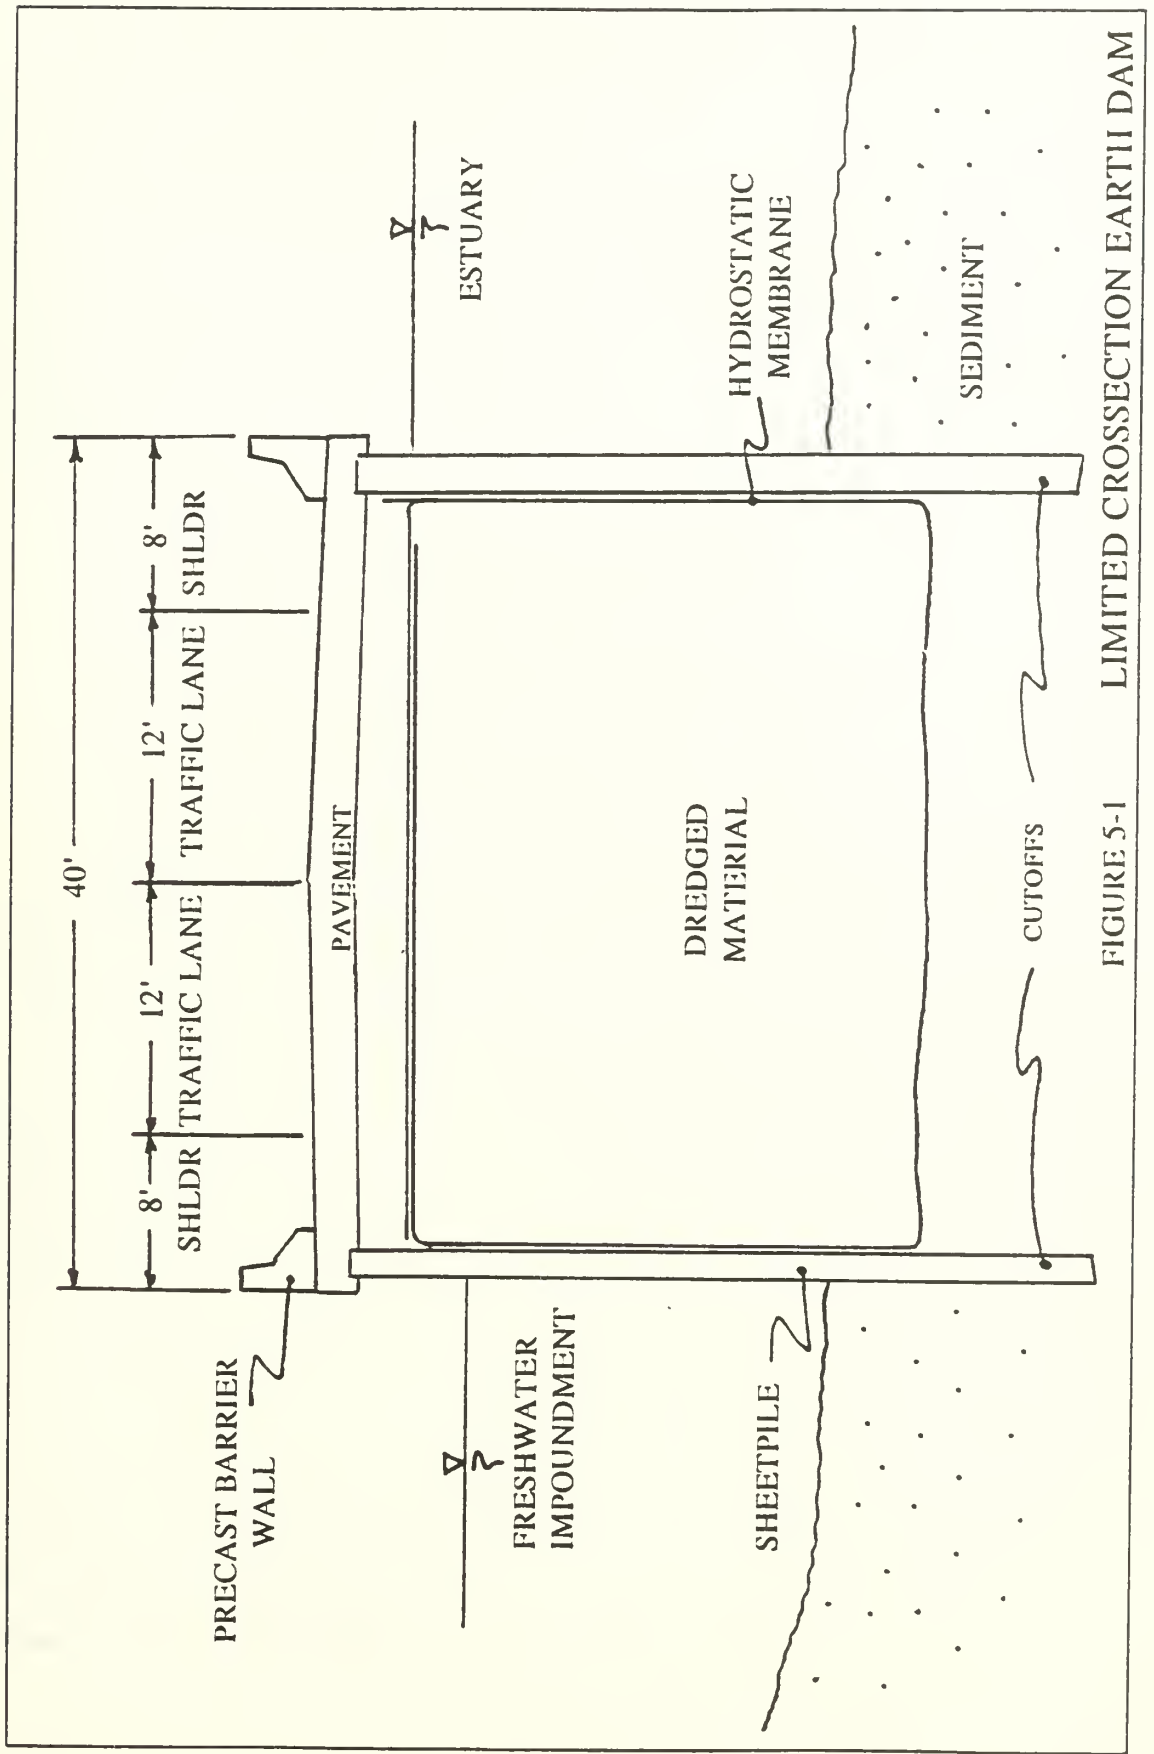 40'
8'
12'
12'
8'
SHLDR
TRAFFIC LANE
TRAFFIC LANE
SHLDR
PRECAST BARRIER
WALL
PAVEMENT
ESTUARY
FRESHWATER
IMPOUNDMENT
DREDGED
MATERIAL
HYDROSTATIC
MEMBRANE
SHEETPILE
SEDIMENT
CUTOFFS
FIGURE 5-1
LIMITED CROSSECTION EARTH DAM